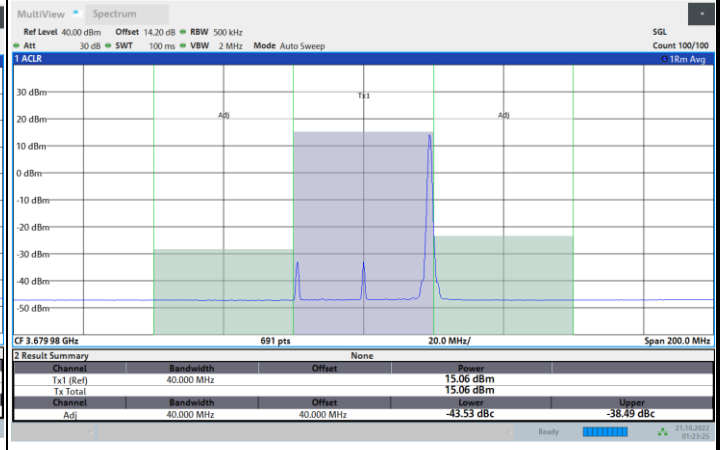 MultiView Spectrum
Ref Level 40.00 dBm Offset 14.20 dB RBW 500 kHz SGL
Att 30 dB SWT 100 ms VBW 2 MHz Mode Auto Sweep Count 100/100
1 ACLR 1Rm Avg
30 dBm
Tx1
20 dBm
Adj Adj
10 dBm
0 dBm
-10 dBm
-20 dBm
-30 dBm
-40 dBm
-50 dBm
CF 3.679 98 GHz 691 pts 20.0 MHz/ Span 200.0 MHz
2 Result Summary None
Channel Bandwidth Offset Power
Tx1 (Ref) 40.000 MHz 15.06 dBm
Tx Total 15.06 dBm
Channel Bandwidth Offset Lower Upper
Adj 40.000 MHz 40.000 MHz -43.53 dBc -38.49 dBc
Ready 21.10.2022
01:23:25